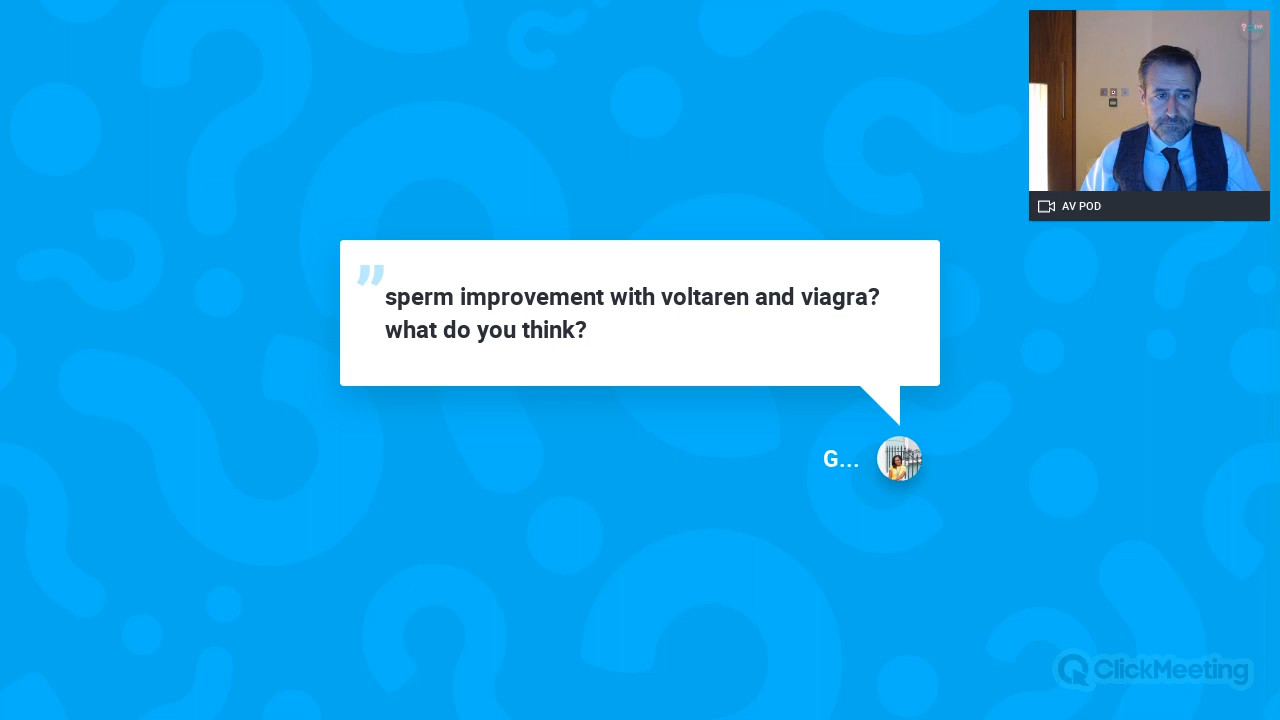 AV POD
sperm improvement with voltaren and viagra?
what do you think?
G...
ClickMeeting